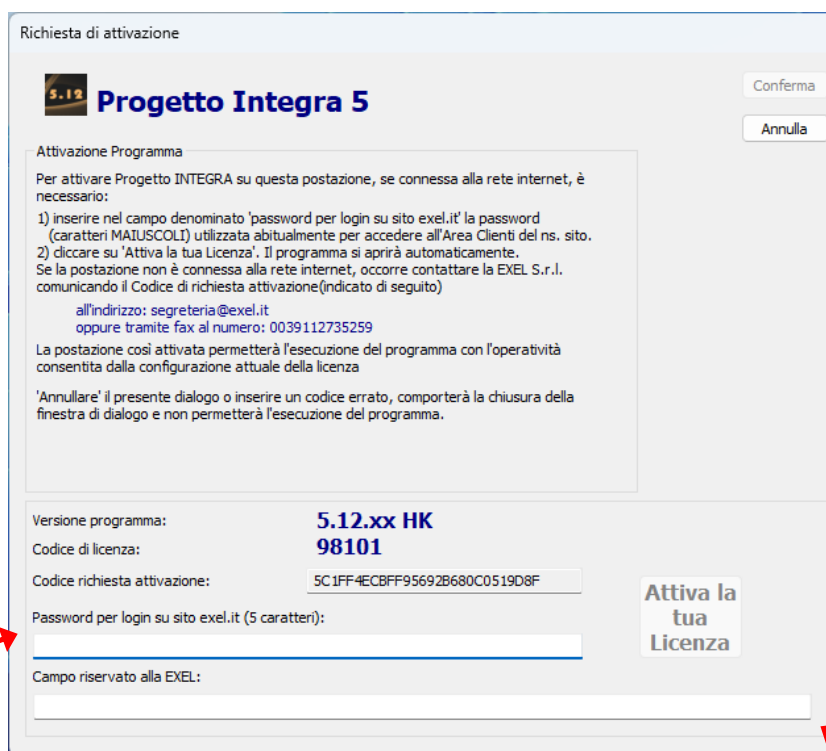 Richiesta di attivazione
5.12
Progetto Integra 5
Conferma
Annulla
Attivazione Programma
Per attivare Progetto INTEGRA su questa postazione, se connessa alla rete internet, è
necessario:
1) inserire nel campo denominato 'password per login su sito exel.it' la password
(caratteri MAIUSCOLI) utilizzata abitualmente per accedere all'Area Clienti del ns. sito.
2) cliccare su 'Attiva la tua Licenza'. Il programma si aprirà automaticamente.
Se la postazione non è connessa alla rete internet, occorre contattare la EXEL S.r.l.
comunicando il Codice di richiesta attivazione(indicato di seguito)
all'indirizzo: segreteria@exel.it
oppure tramite fax al numero: 0039112735259
La postazione così attivata permetterà l'esecuzione del programma con l'operatività
consentita dalla configurazione attuale della licenza
'Annullare' il presente dialogo o inserire un codice errato, comporterà la chiusura della
finestra di dialogo e non permetterà l'esecuzione del programma.
Versione programma:
5.12.xx HK
Codice di licenza:
98101
Codice richiesta attivazione:
5C1FF4ECBFF95692B680C0519D8F
Attiva la
tua
Licenza
Password per login su sito exel.it (5 caratteri):
Campo riservato alla EXEL: